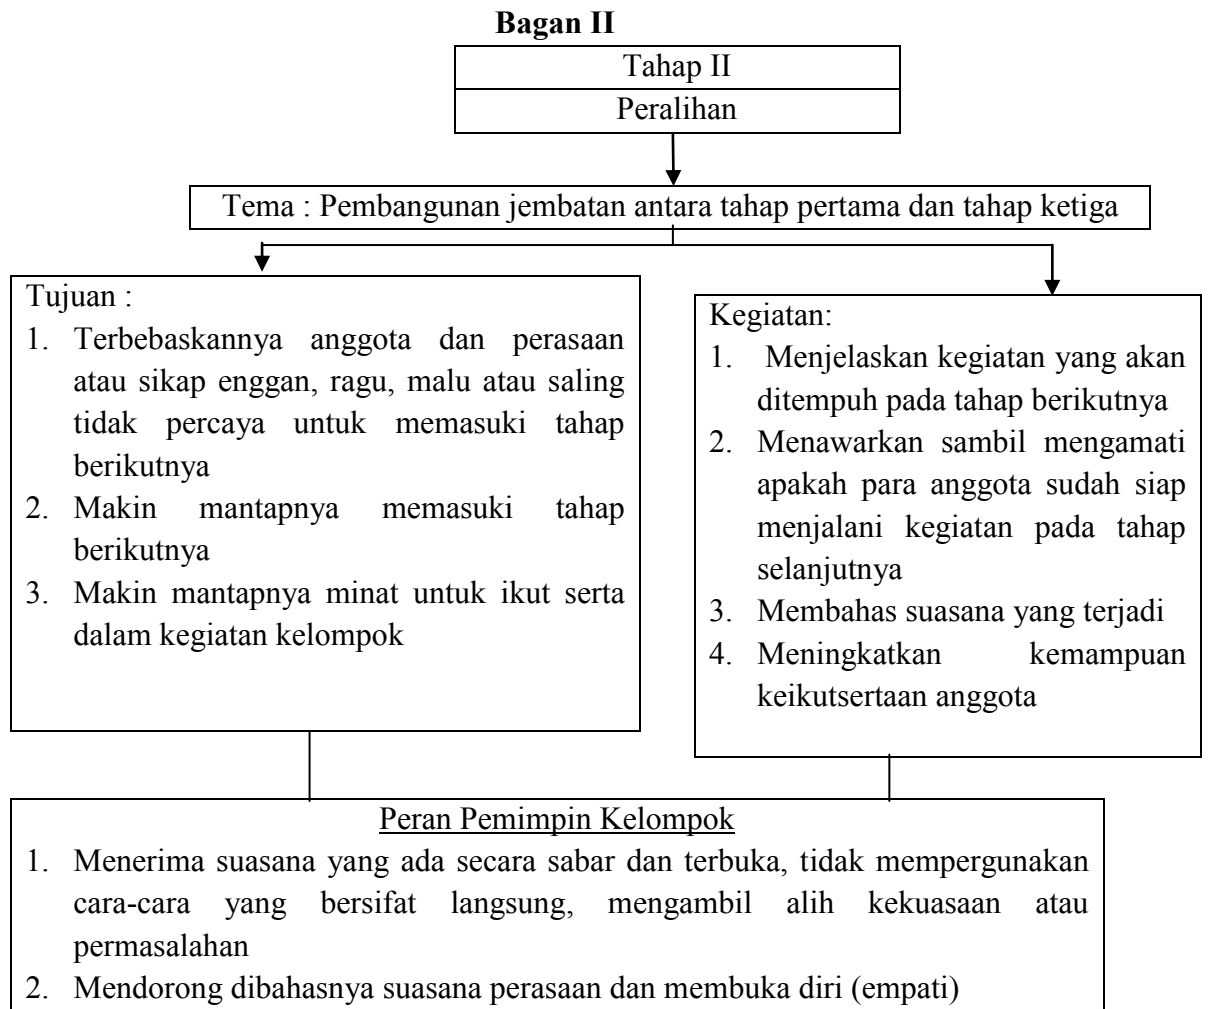 Bagan II
Tahap II
Peralihan
Tema : Pembangunan jembatan antara tahap pertama dan tahap ketiga
Tujuan :
1. Terbebaskannya anggota dan perasaan
atau sikap enggan, ragu, malu atau saling
tidak percaya untuk memasuki tahap
berikutnya
2. Makin mantapnya memasuki tahap
berikutnya
3. Makin mantapnya minat untuk ikut serta
dalam kegiatan kelompok
Kegiatan:
1. Menjelaskan kegiatan yang akan
ditempuh pada tahap berikutnya
2. Menawarkan sambil mengamati
apakah para anggota sudah siap
menjalani kegiatan pada tahap
selanjutnya
3. Membahas suasana yang terjadi
4. Meningkatkan kemampuan
keikutsertaan anggota
Peran Pemimpin Kelompok
1. Menerima suasana yang ada secara sabar dan terbuka, tidak mempergunakan
cara-cara yang bersifat langsung, mengambil alih kekuasaan atau
permasalahan
2. Mendorong dibahasnya suasana perasaan dan membuka diri (empati)